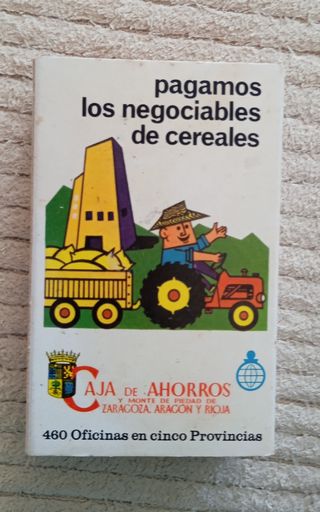 pagamos
los negociables
de cereales
CAJA DE AHORROS
Y MONTE DE PIEDAD DE
ZARAGOZA, ARAGÓN Y RIOJA
460 Oficinas en cinco Provincias